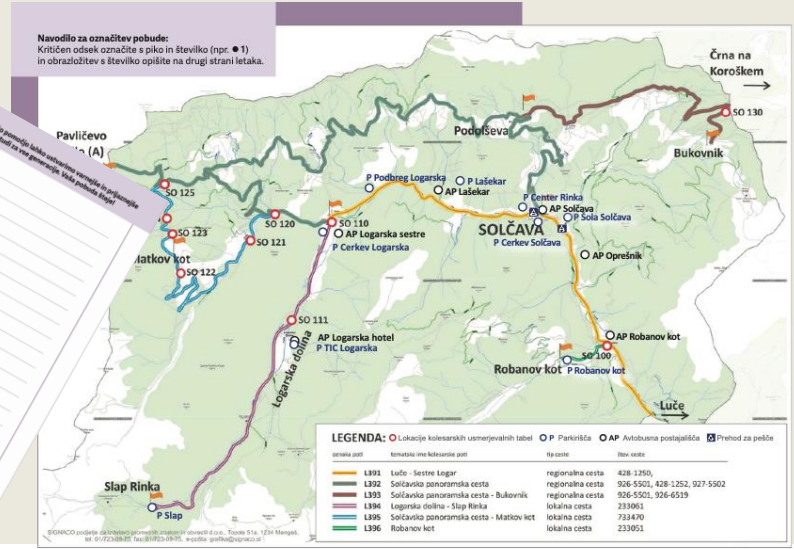 Navodilo za označitev pobude:
Kritičen odsek označite s piko in številko (npr. ● 1)
in obrazložitev s številko opišite na drugi strani letaka.
Črna na
Koroškem
SO 130
Bukovnik
Podolševa
Pavličevo
(A)
SO 125
SO 123
Matkov kot
SO 122
SO 120
SO 121
SO 110
P Podbreg Logarska
AP Lašekar
P Lašekar
P Center Rinka
AP Solčava
P Sola Solčava
SOLČAVA
P Cerkev Solčava
AP Logarska sestre
P Cerkev Logarska
AP Oprešnik
SO 111
AP Logarska hotel
P TIC Logarska
Logarska dolina
AP Robanov kot
SO 100
Robanov kot
P Robanov kot
Luče
Slap Rinka
P Slap
LEGENDA: Lokacije kolesarskih usmerjevalnih tabel P Parkirišča AP Avtobusna postajališča Prehod za pešče
oznaka poti tematsko ime kolesarske poti tip ceste štev. ceste
L391 Lučo - Sestre Logar regionalna cesta 428-1250,
L392 Solčavska panoramska cesta regionalna cesta 926-5501, 428-1252, 927-5502
L393 Solčavska panoramska cesta - Bukovnik regionalna cesta 926-5501, 926-6519
L394 Logarska dolina - Slap Rinka lokalna cesta 233061
L395 Solčavska panoramska cesta - Matkov kot lokalna cesta 733470
L396 Robanov kot lokalna cesta 233051